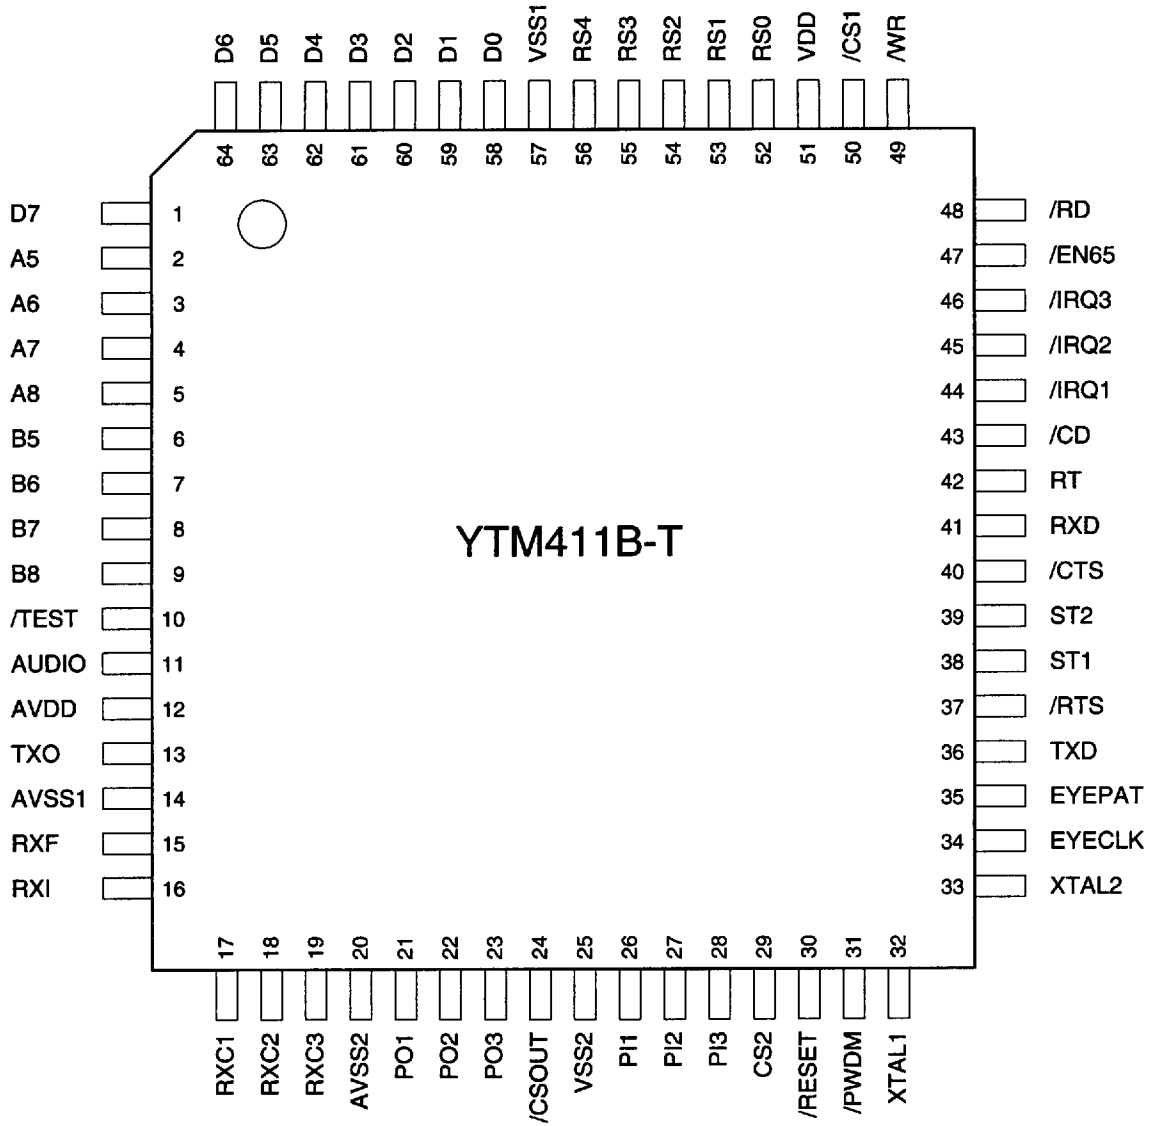 D6 D5 D4 D3 D2 D1 D0 VSS1 RS4 RS3 RS2 RS1 RS0 VDD /CS1 /WR
64 63 62 61 60 59 58 57 56 55 54 53 52 51 50 49
D7 1 48 /RD
A5 2 47 /EN65
A6 3 46 /IRQ3
A7 4 45 /IRQ2
A8 5 44 /IRQ1
B5 6 43 /CD
B6 7 42 RT
B7 8 41 RXD
YTM411B-T
B8 9 40 /CTS
/TEST 10 39 ST2
AUDIO 11 38 ST1
AVDD 12 37 /RTS
TXO 13 36 TXD
AVSS1 14 35 EYEPAT
RXF 15 34 EYECLK
RXI 16 33 XTAL2
17 18 19 20 21 22 23 24 25 26 27 28 29 30 31 32
RXC1 RXC2 RXC3 AVSS2 PO1 PO2 PO3 /CSOUT VSS2 PI1 PI2 PI3 CS2 /RESET /PWDM XTAL1